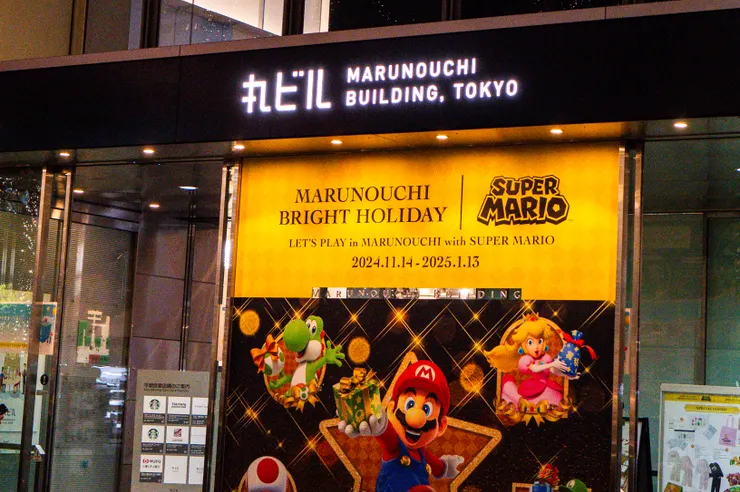 丸ビル
MARUNOUCHI
BUILDING, TOKYO
MARUNOUCHI
BRIGHT HOLIDAY
SUPER
MARIO
LET'S PLAY in MARUNOUCHI with SUPER MARIO
2024.11.14 - 2025.1.13
MARUNOUCHI BUILDING
M